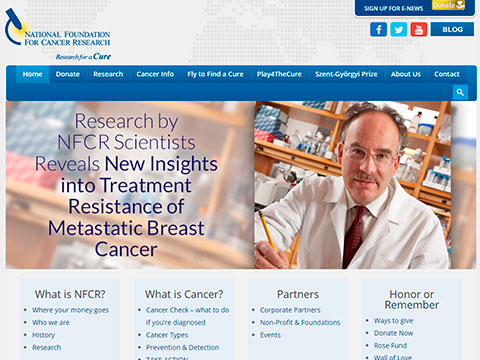 SIGN UP FOR E-NEWS
Donate
NATIONAL FOUNDATION
FOR CANCER RESEARCH
Research for a Cure
BLOG
Home Donate Research Cancer Info Fly to Find a Cure Play4TheCure Szent-Györgyi Prize About Us Contact
Research by
NFCR Scientists
Reveals New Insights
into Treatment
Resistance of
Metastatic Breast
Cancer
What is NFCR?
Where your money goes
Who we are
History
Research
What is Cancer?
Cancer Check – what to do
if you're diagnosed
Cancer Types
Prevention & Detection
TAKE ACTION
Partners
Corporate Partners
Non-Profit & Foundations
Events
Honor or
Remember
Ways to give
Donate Now
Rose Fund
Wall of Love